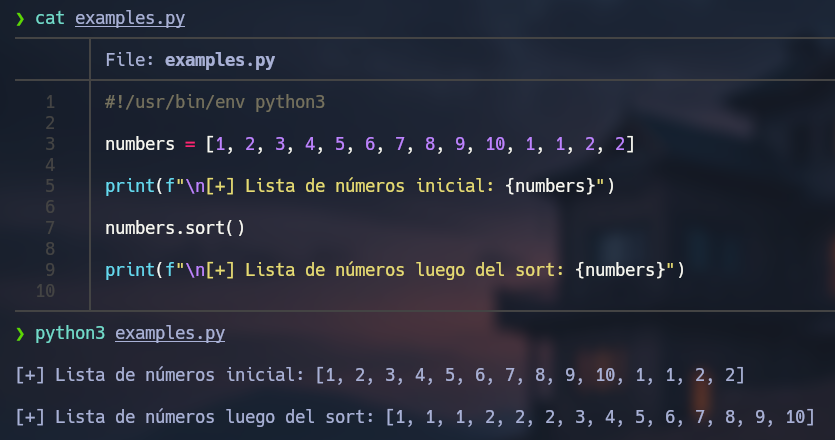 ❯ cat examples.py
File: examples.py
1 #!/usr/bin/env python3
2
3 numbers = [1, 2, 3, 4, 5, 6, 7, 8, 9, 10, 1, 1, 2, 2]
4
5 print(f"\n[+] Lista de números inicial: {numbers}")
6
7 numbers.sort()
8
9 print(f"\n[+] Lista de números luego del sort: {numbers}")
10
❯ python3 examples.py
[+] Lista de números inicial: [1, 2, 3, 4, 5, 6, 7, 8, 9, 10, 1, 1, 2, 2]
[+] Lista de números luego del sort: [1, 1, 1, 2, 2, 2, 3, 4, 5, 6, 7, 8, 9, 10]